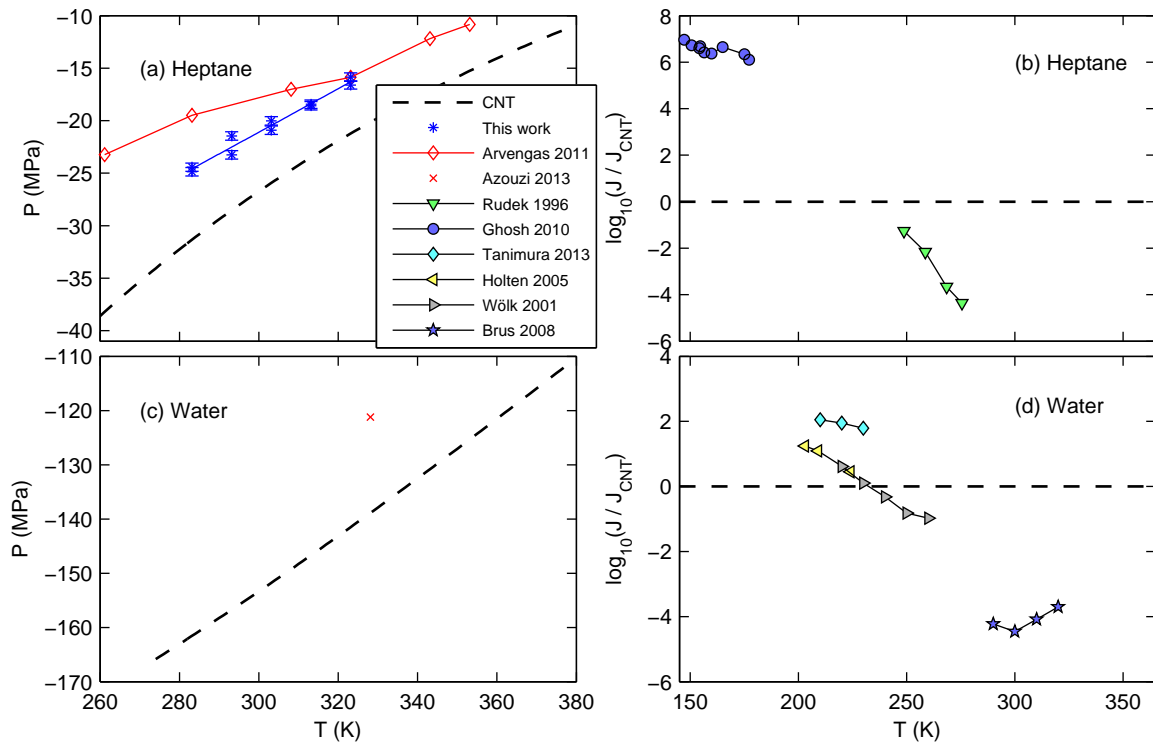 −10
−15
−20
−25
−30
−35
−40
P (MPa)
(a) Heptane
CNT
This work
Arvengas 2011
Azouzi 2013
Rudek 1996
Ghosh 2010
Tanimura 2013
Holten 2005
Wölk 2001
Brus 2008
8
6
4
2
0
−2
−4
−6
log10(J / JCNT)
(b) Heptane
−110
−120
−130
−140
−150
−160
−170
P (MPa)
(c) Water
260 280 300 320 340 360 380
T (K)
4
2
0
−2
−4
−6
log10(J / JCNT)
(d) Water
150 200 250 300 350
T (K)